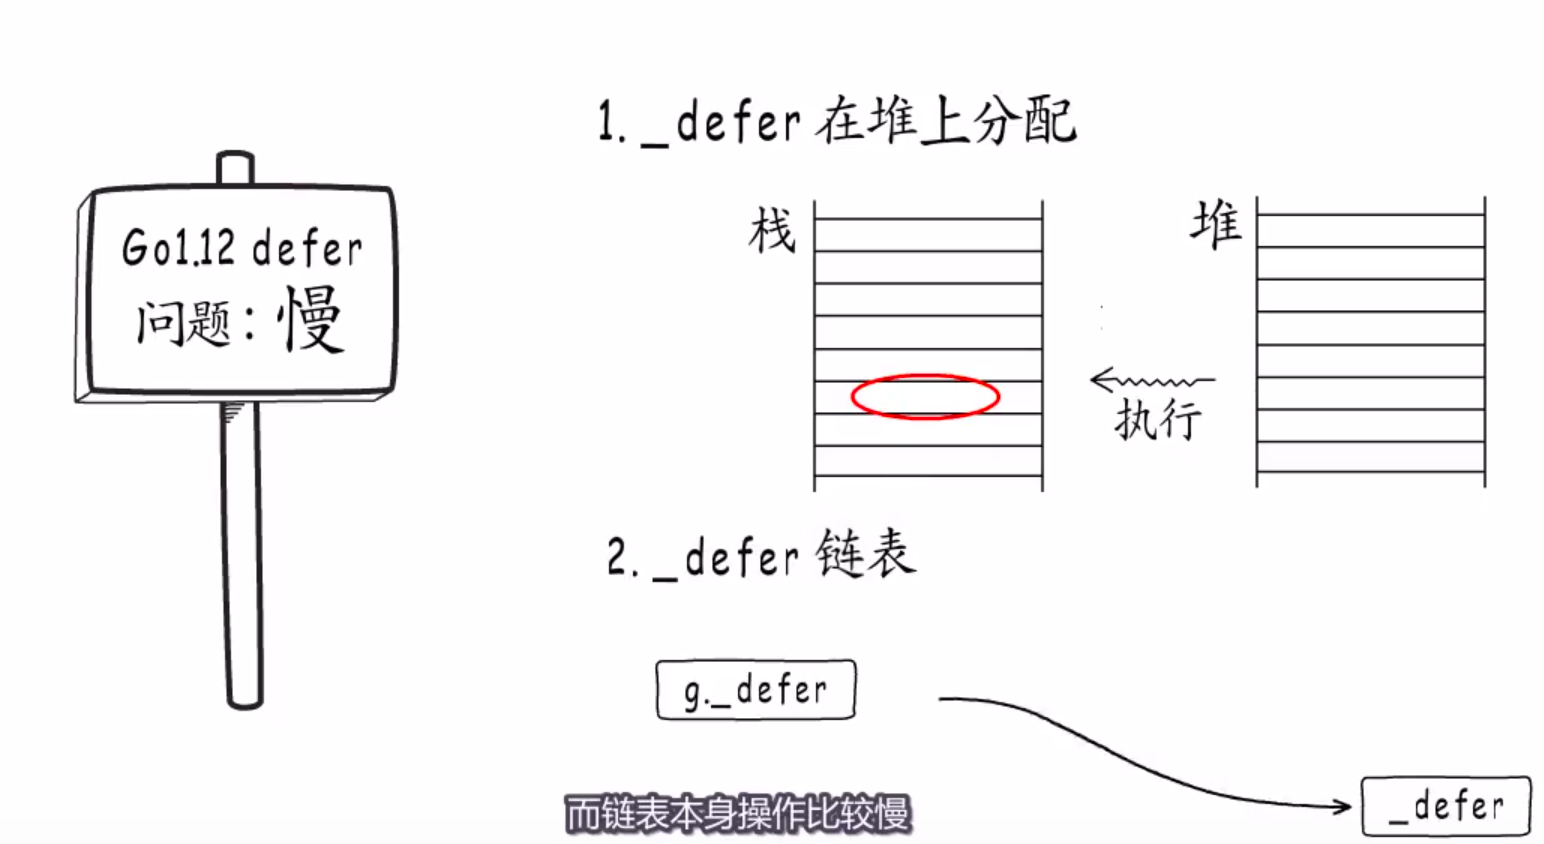 Go1.12 defer
问题：慢
1. _defer 在堆上分配
栈
堆
执行
2. _defer 链表
g._defer
_defer
而链表本身操作比较慢